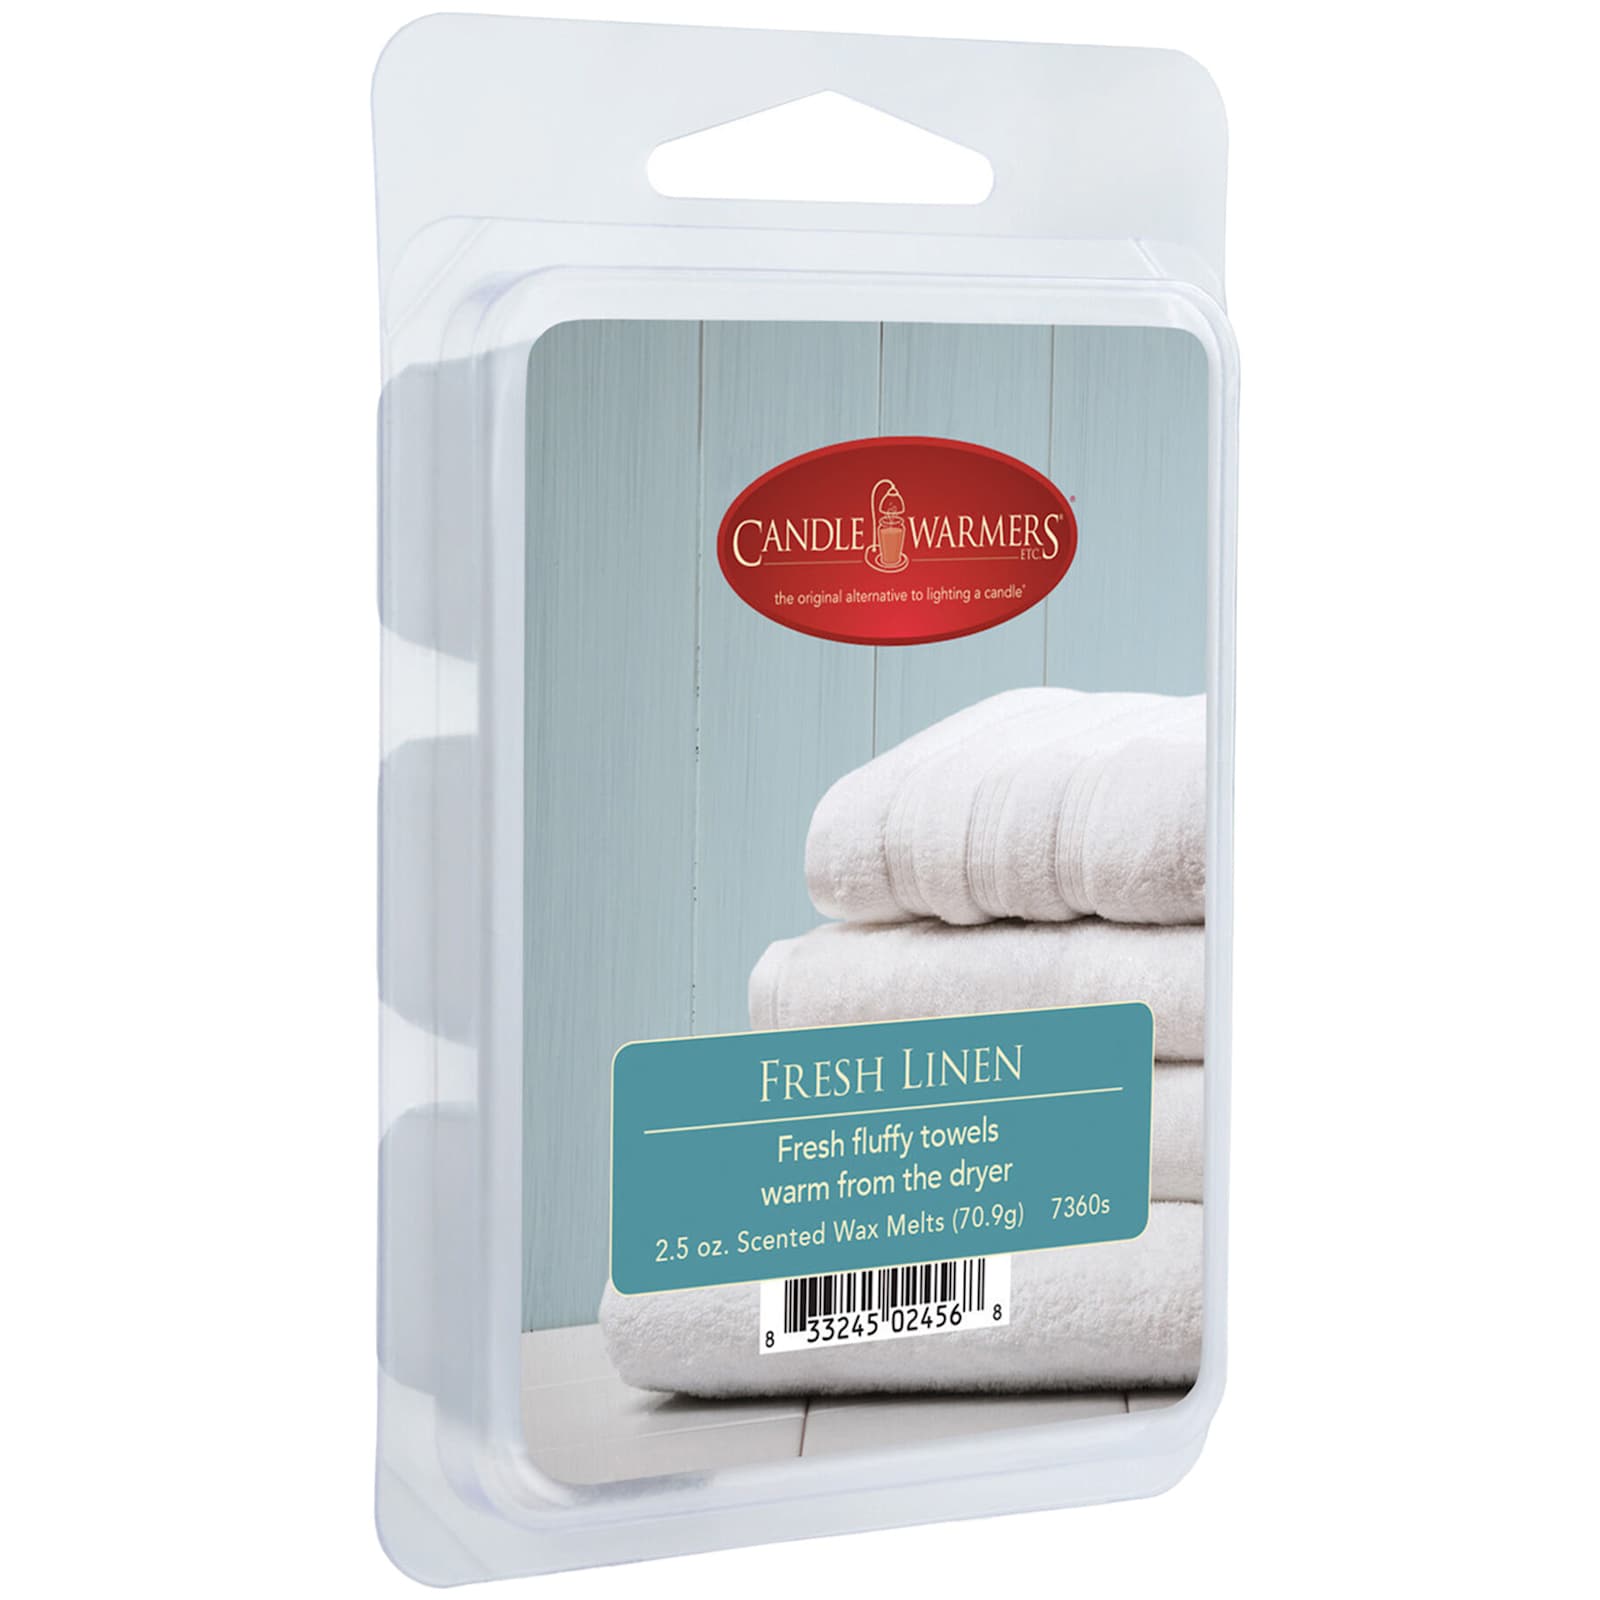 CANDLE WARMERS®
ETC.
®
the original alternative to lighting a candle®
FRESH LINEN
Fresh fluffy towels
warm from the dryer
2.5 oz. Scented Wax Melts (70.9g) 7360s
8 33245 02456 8